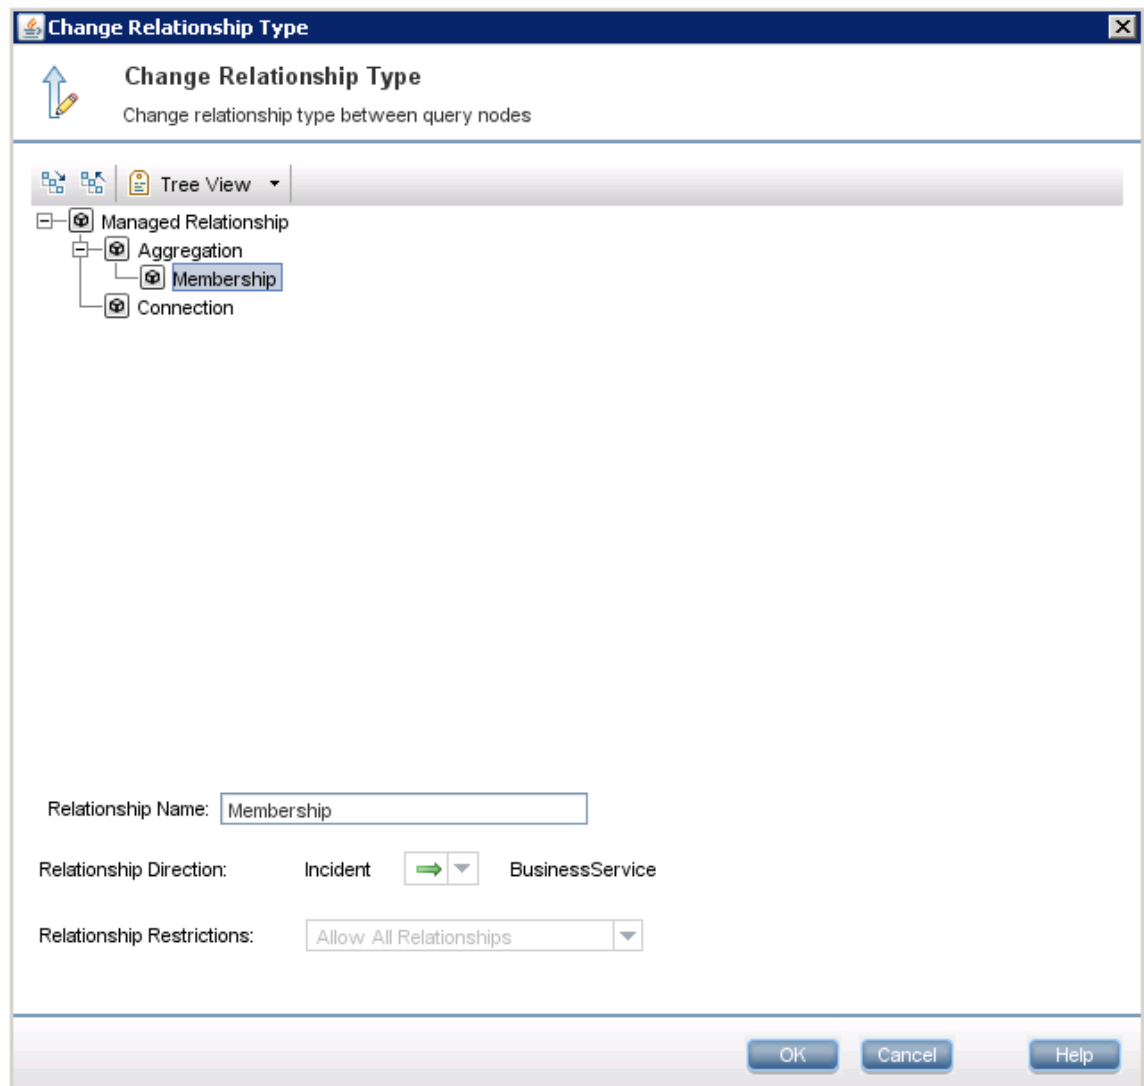 Change Relationship Type
Change Relationship Type
Change relationship type between query nodes
Tree View
Managed Relationship
Aggregation
Membership
Connection
Relationship Name: Membership
Relationship Direction: Incident BusinessService
Relationship Restrictions: Allow All Relationships
OK Cancel Help